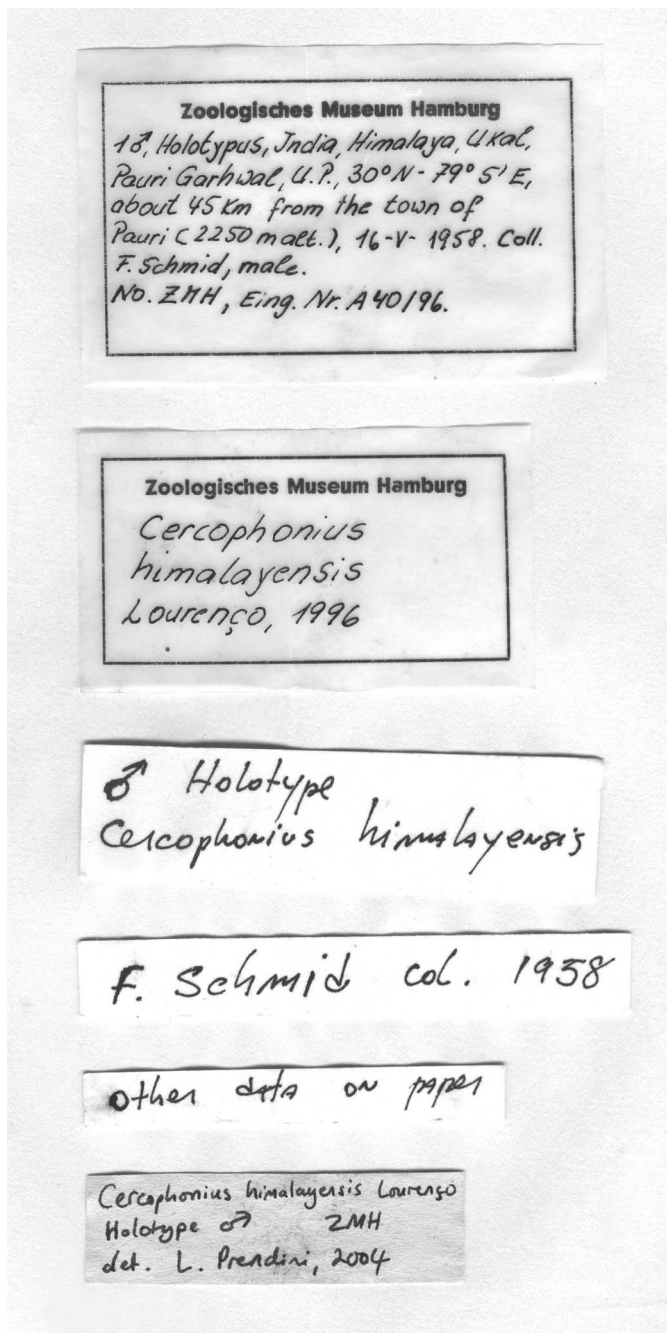 Zoologisches Museum Hamburg
1♂, Holotypus, India, Himalaya, Ukal,
Pauri Garhwal, U.P., 30°N - 79° 5' E,
about 45 Km from the town of
Pauri (2250 m alt.), 16-V-1958. Coll.
F. Schmid, male.
No. ZMH, Eing. Nr. A 40/96.
Zoologisches Museum Hamburg
Cercophonius
himalayensis
Lourenço, 1996
♂ Holotype
Cercophonius himalayensis
F. Schmid col. 1958
other data on paper
Cercophonius himalayensis Lourenço
Holotype ♂ ZMH
det. L. Prendini, 2004